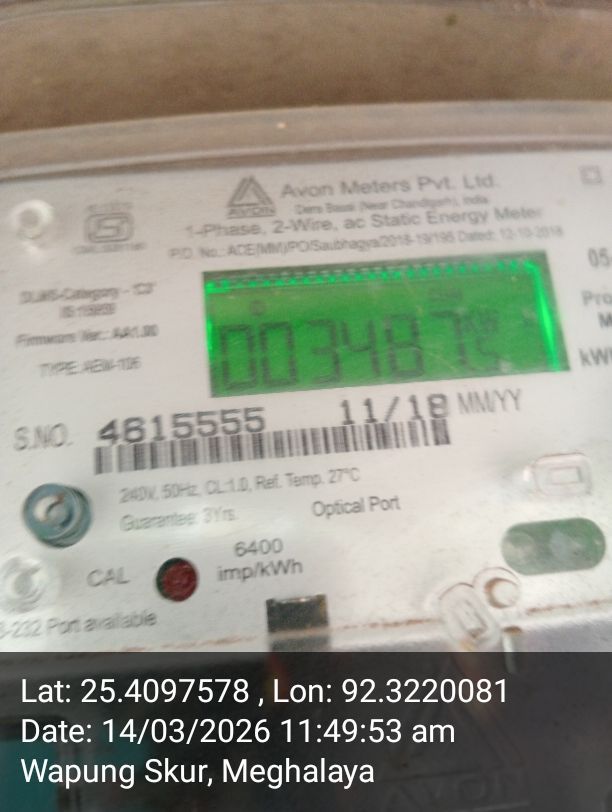 Avon Meters Pvt. Ltd.
AVON
Dera Bassi (Near Chandigarh), India
1-Phase, 2-Wire, ac Static Energy Meter
P.O. No.: ACE(MM)/PO/Saubhagya/2018-19/195 Dated: 12-10-2018
003487
DLMS-Category - 'C3'
Firmware Ver.: AA1.00
TYPE: AEW-106
S.NO. 4615555 11/18 MM/YY
240V, 50Hz, CL:1.0, Ref. Temp. 27°C
Guarantee: 3Yrs. Optical Port
CAL
6400
imp/kWh
Port available
Lat: 25.4097578 , Lon: 92.3220081
Date: 14/03/2026 11:49:53 am
Wapung Skur, Meghalaya